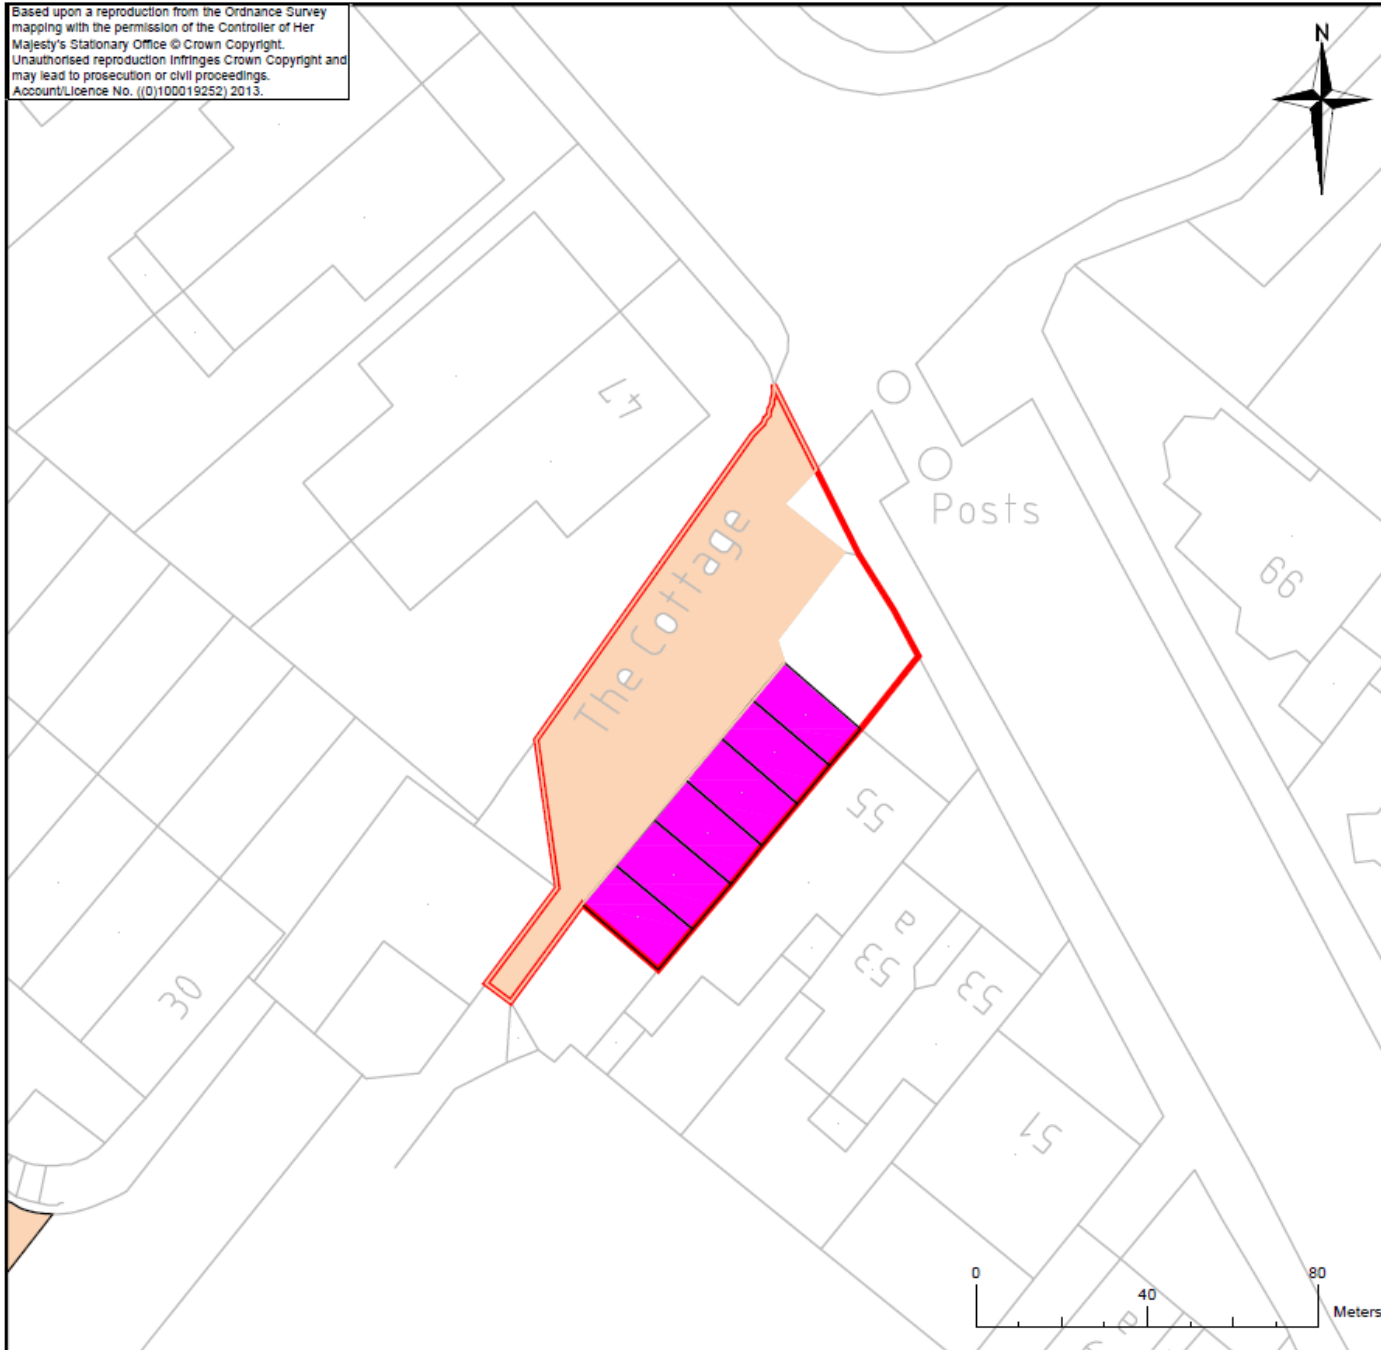 Based upon a reproduction from the Ordnance Survey
mapping with the permission of the Controller of Her
Majesty's Stationary Office © Crown Copyright.
Unauthorised reproduction infringes Crown Copyright and
may lead to prosecution or civil proceedings.
Account/Licence No. ((0)100019252) 2013.
N
47
Posts
The Cottage
99
55
53
a
53
30
51
0
80
40
Meters
a